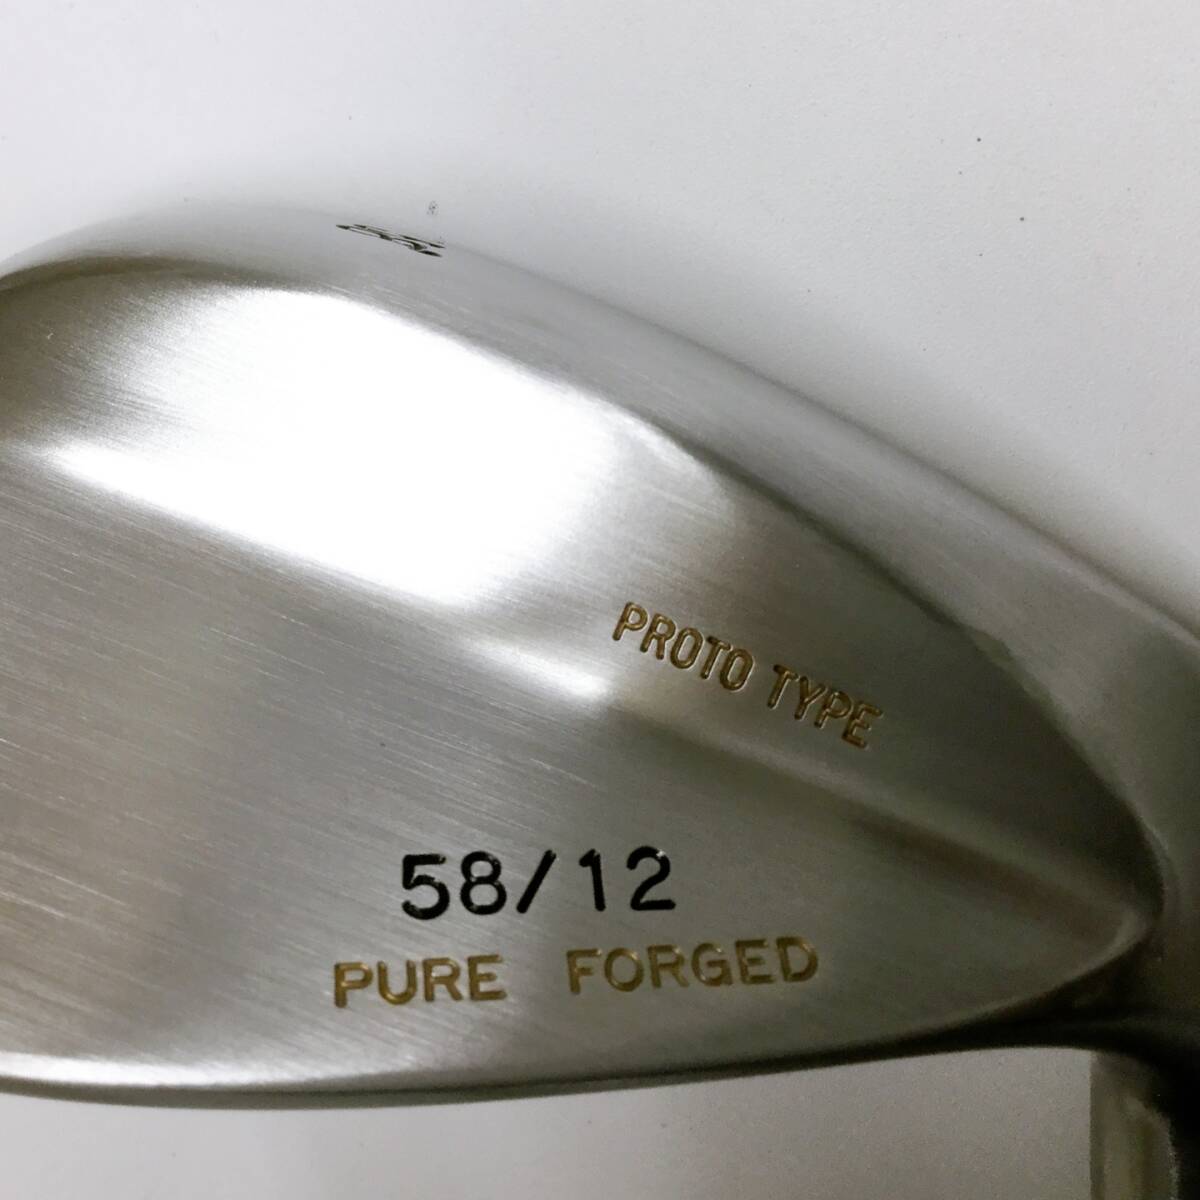 PROTO TYPE
58/12
PURE FORGED